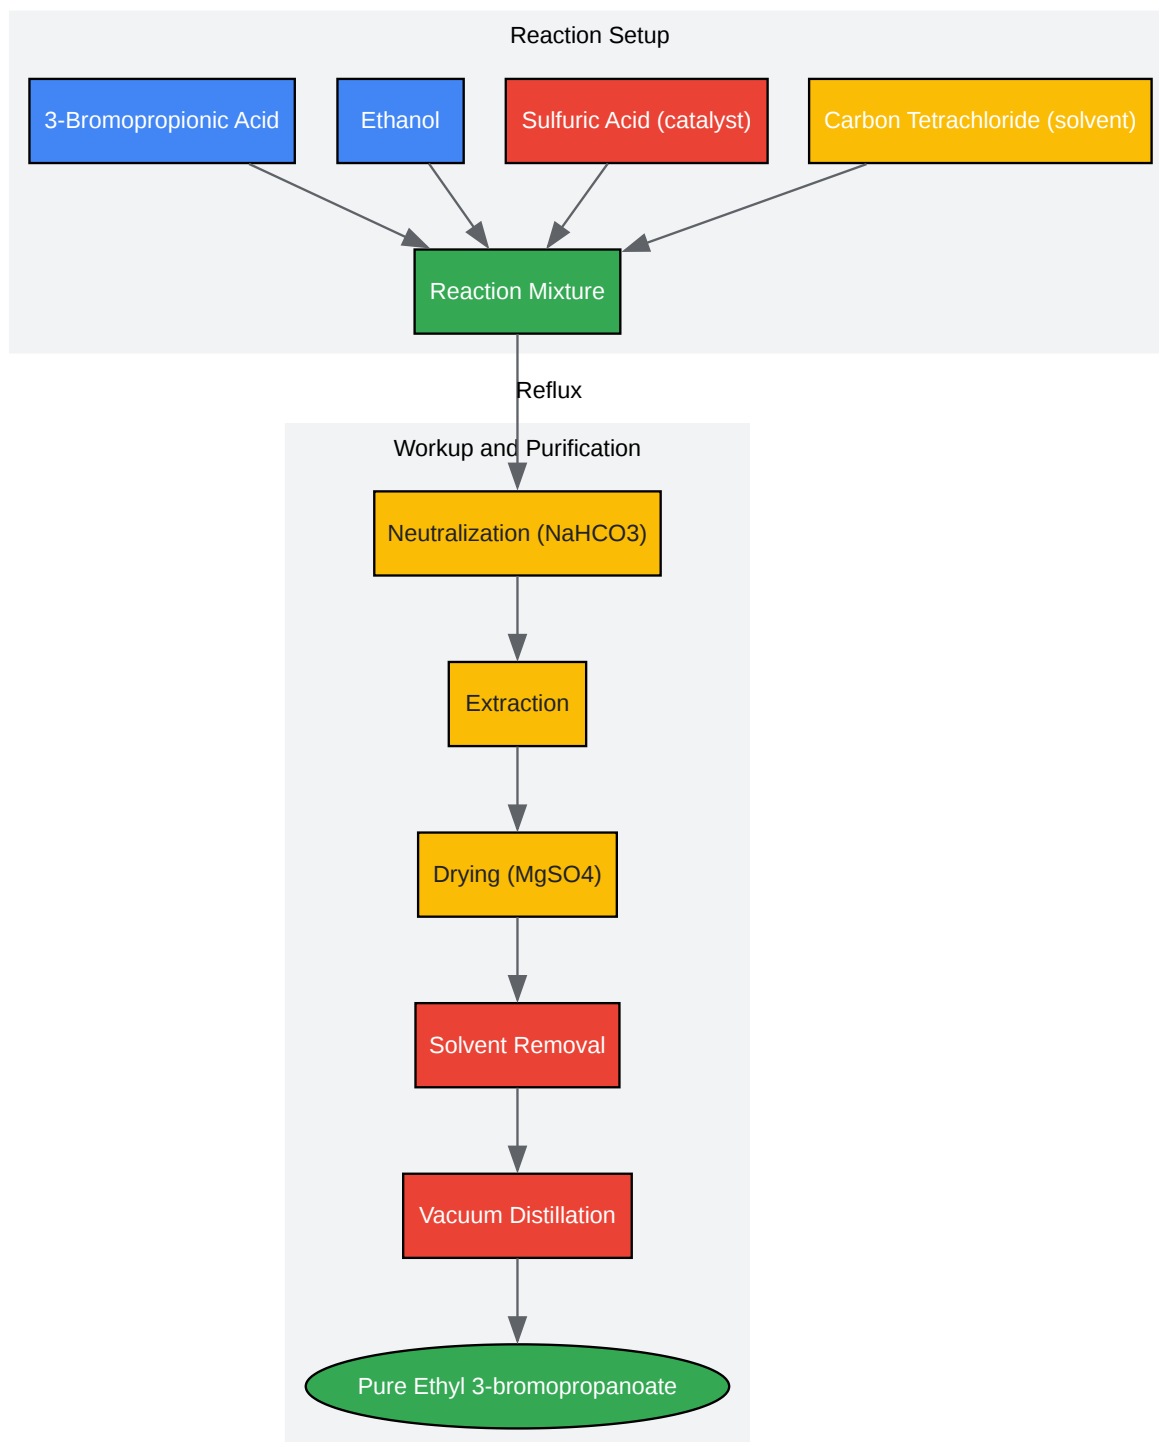 Reaction Setup
3-Bromopropionic Acid
Ethanol
Sulfuric Acid (catalyst)
Carbon Tetrachloride (solvent)
Reaction Mixture
Reflux
Workup and Purification
Neutralization (NaHCO3)
Extraction
Drying (MgSO4)
Solvent Removal
Vacuum Distillation
Pure Ethyl 3-bromopropanoate